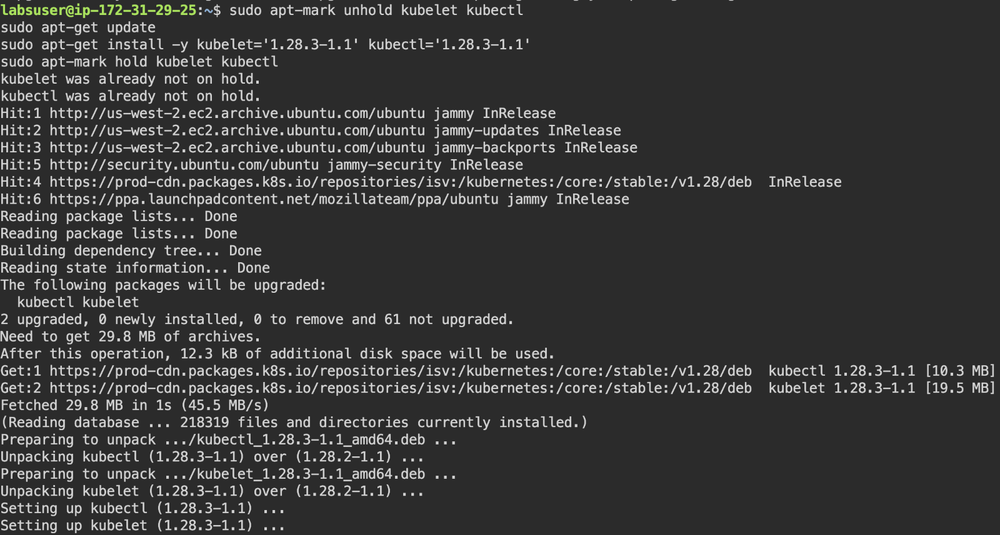 labsuser@ip-172-31-29-25:~$ sudo apt-mark unhold kubelet kubectl
sudo apt-get update
sudo apt-get install -y kubelet='1.28.3-1.1' kubectl='1.28.3-1.1'
sudo apt-mark hold kubelet kubectl
kubelet was already not on hold.
kubectl was already not on hold.
Hit:1 http://us-west-2.ec2.archive.ubuntu.com/ubuntu jammy InRelease
Hit:2 http://us-west-2.ec2.archive.ubuntu.com/ubuntu jammy-updates InRelease
Hit:3 http://us-west-2.ec2.archive.ubuntu.com/ubuntu jammy-backports InRelease
Hit:5 http://security.ubuntu.com/ubuntu jammy-security InRelease
Hit:4 https://prod-cdn.packages.k8s.io/repositories/isv:/kubernetes:/core:/stable:/v1.28/deb  InRelease
Hit:6 https://ppa.launchpadcontent.net/mozillateam/ppa/ubuntu jammy InRelease
Reading package lists... Done
Reading package lists... Done
Building dependency tree... Done
Reading state information... Done
The following packages will be upgraded:
  kubectl kubelet
2 upgraded, 0 newly installed, 0 to remove and 61 not upgraded.
Need to get 29.8 MB of archives.
After this operation, 12.3 kB of additional disk space will be used.
Get:1 https://prod-cdn.packages.k8s.io/repositories/isv:/kubernetes:/core:/stable:/v1.28/deb  kubectl 1.28.3-1.1 [10.3 MB]
Get:2 https://prod-cdn.packages.k8s.io/repositories/isv:/kubernetes:/core:/stable:/v1.28/deb  kubelet 1.28.3-1.1 [19.5 MB]
Fetched 29.8 MB in 1s (45.5 MB/s)
(Reading database ... 218319 files and directories currently installed.)
Preparing to unpack .../kubectl_1.28.3-1.1_amd64.deb ...
Unpacking kubectl (1.28.3-1.1) over (1.28.2-1.1) ...
Preparing to unpack .../kubelet_1.28.3-1.1_amd64.deb ...
Unpacking kubelet (1.28.3-1.1) over (1.28.2-1.1) ...
Setting up kubectl (1.28.3-1.1) ...
Setting up kubelet (1.28.3-1.1) ...